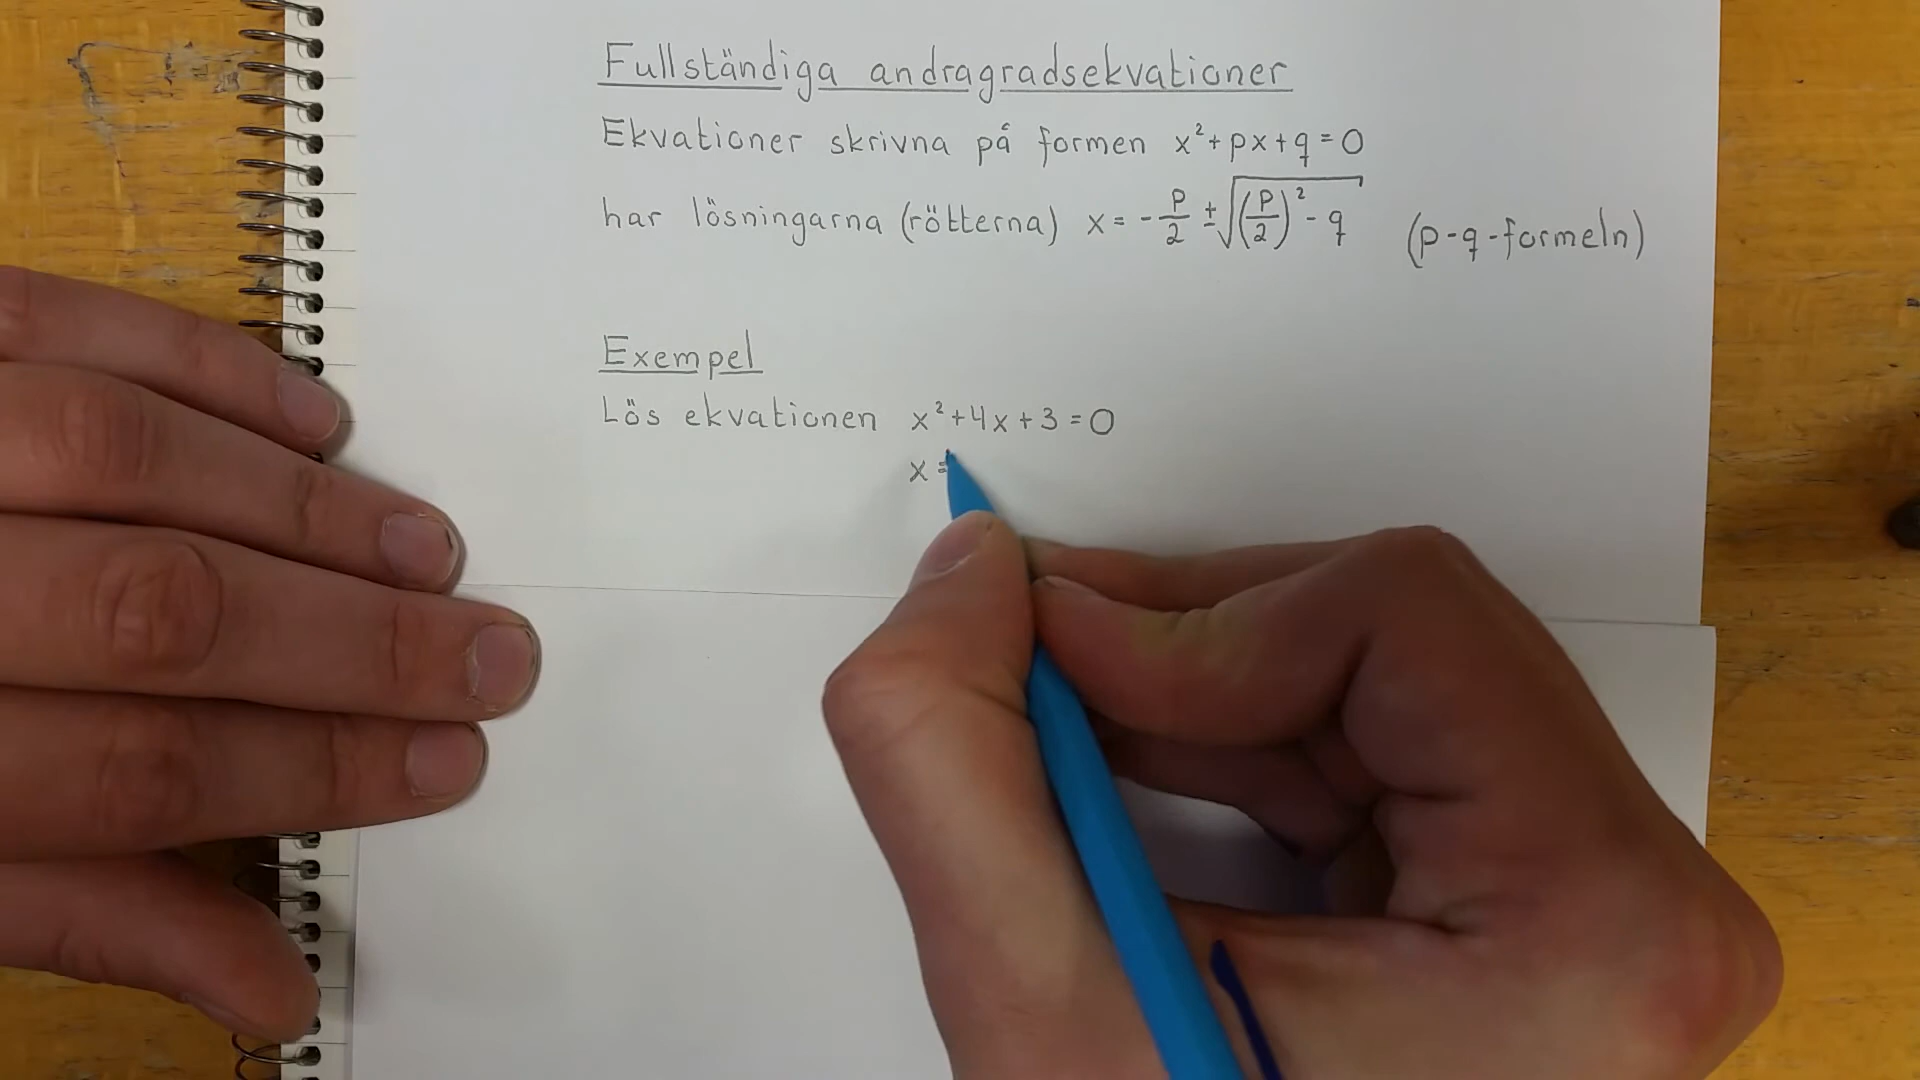 Fullständiga andragradsekvationer
Ekvationer skrivna på formen x² + px + q = 0
har lösningarna (rötterna) x = -p/2 ± √((p/2)² - q) (p-q-formeln)
Exempel
Lös ekvationen x² + 4x + 3 = 0
x =